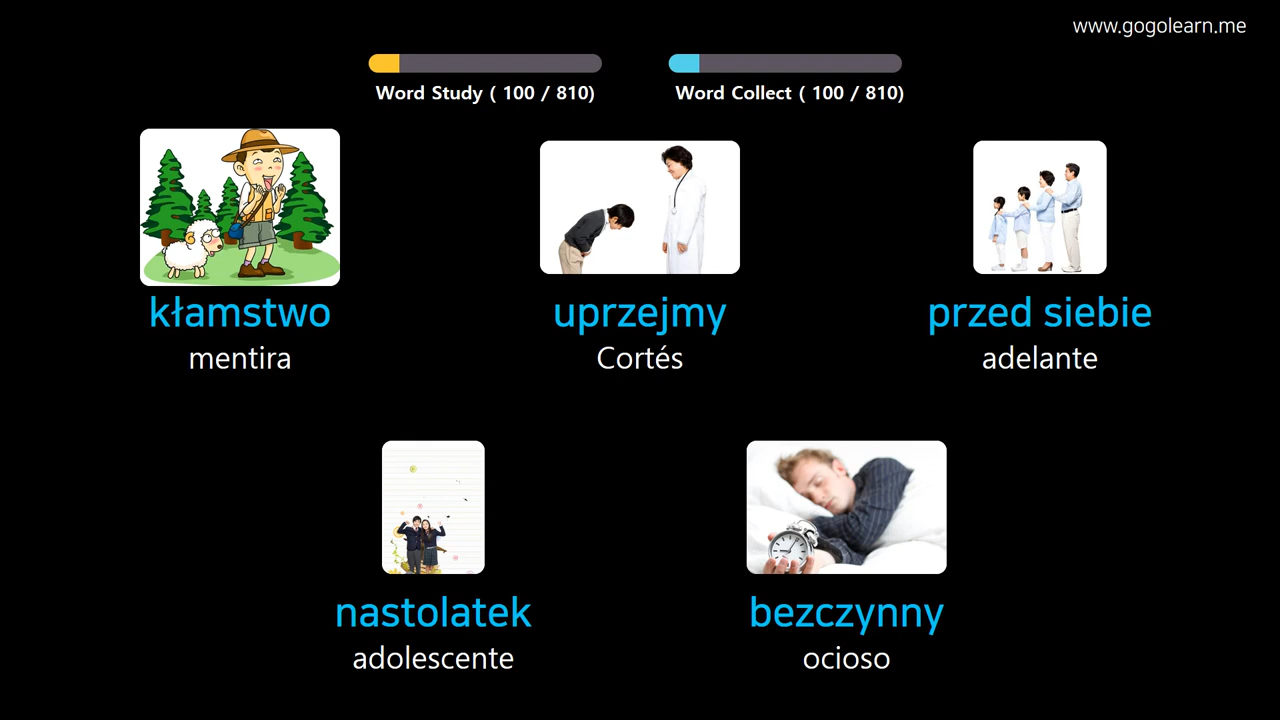 www.gogolearn.me
Word Study ( 100 / 810)
Word Collect ( 100 / 810)
kłamstwo
mentira
uprzejmy
Cortés
przed siebie
adelante
nastolatek
adolescente
bezczynny
ocioso